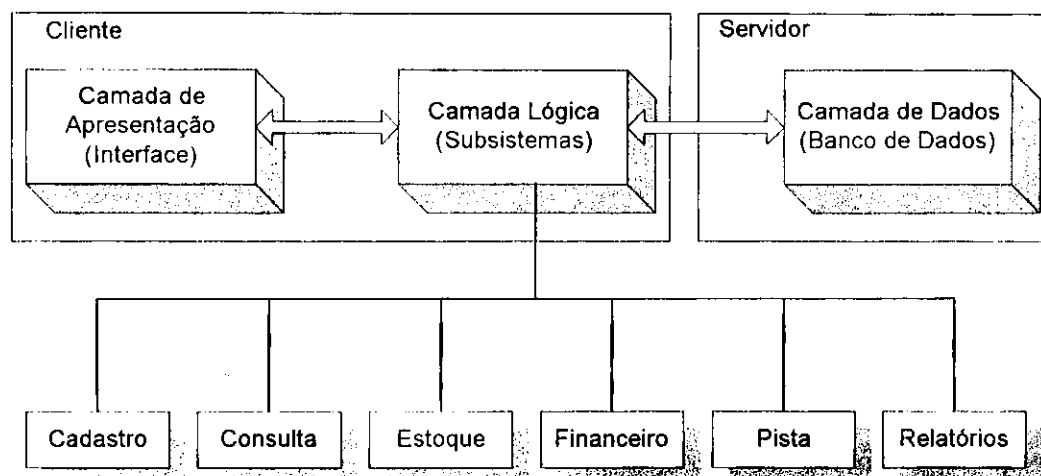 Cliente
Servidor
Camada de
Apresentação
(Interface)
Camada Lógica
(Subsistemas)
Camada de Dados
(Banco de Dados)
Cadastro
Consulta
Estoque
Financeiro
Pista
Relatórios